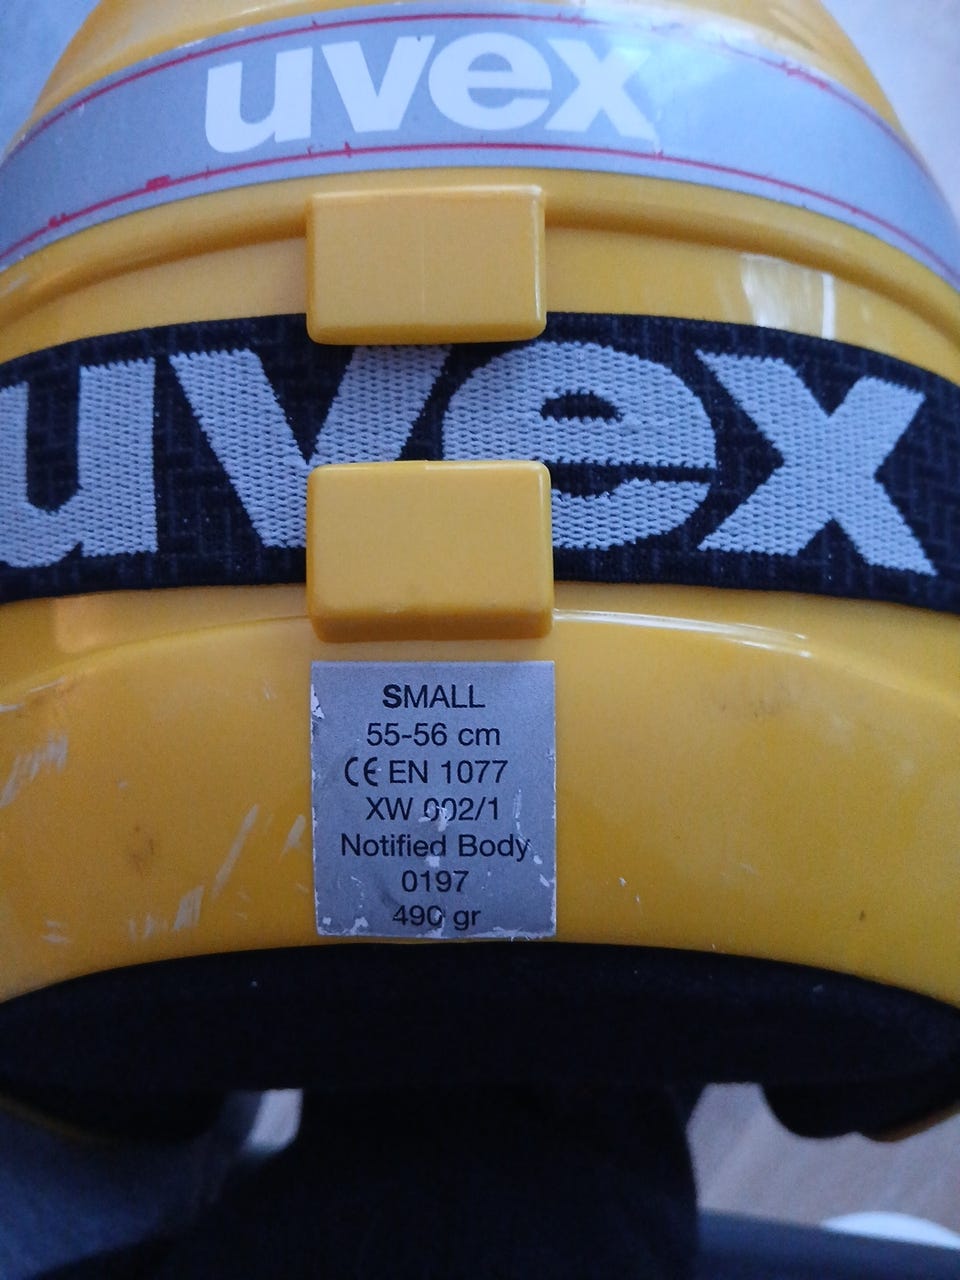 uvex
uvex
SMALL
55-56 cm
CE EN 1077
XW 002/1
Notified Body
0197
490 gr